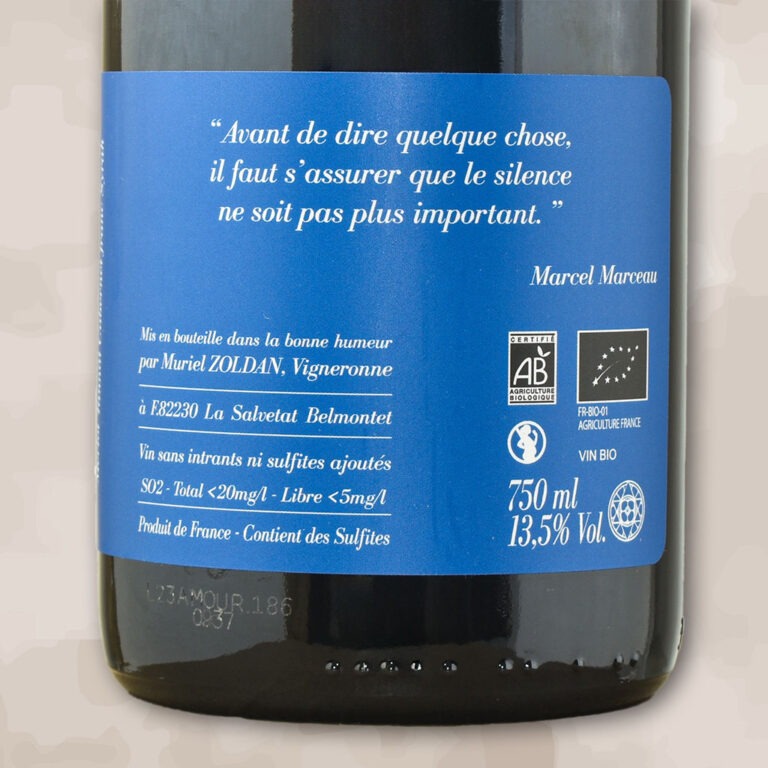 “Avant de dire quelque chose,
il faut s’assurer que le silence
ne soit pas plus important.”
Marcel Marceau
Mis en bouteille dans la bonne humeur
par Muriel ZOLDAN, Vigneronne
à F.82230 La Salvetat Belmontet
Vin sans intrants ni sulfites ajoutés
SO2 - Total <20mg/l - Libre <5mg/l
Produit de France - Contient des Sulfites
CERTIFIÉ
AB
AGRICULTURE
BIOLOGIQUE
FR-BIO-01
AGRICULTURE FRANCE
VIN BIO
750 ml
13,5% Vol.
L23AMOUR.186